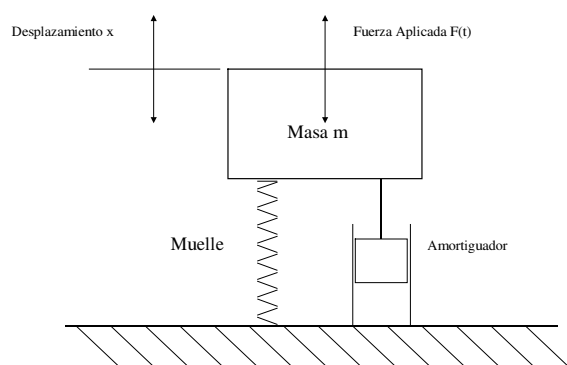 Desplazamiento x
Fuerza Aplicada F(t)
Masa m
Muelle
Amortiguador